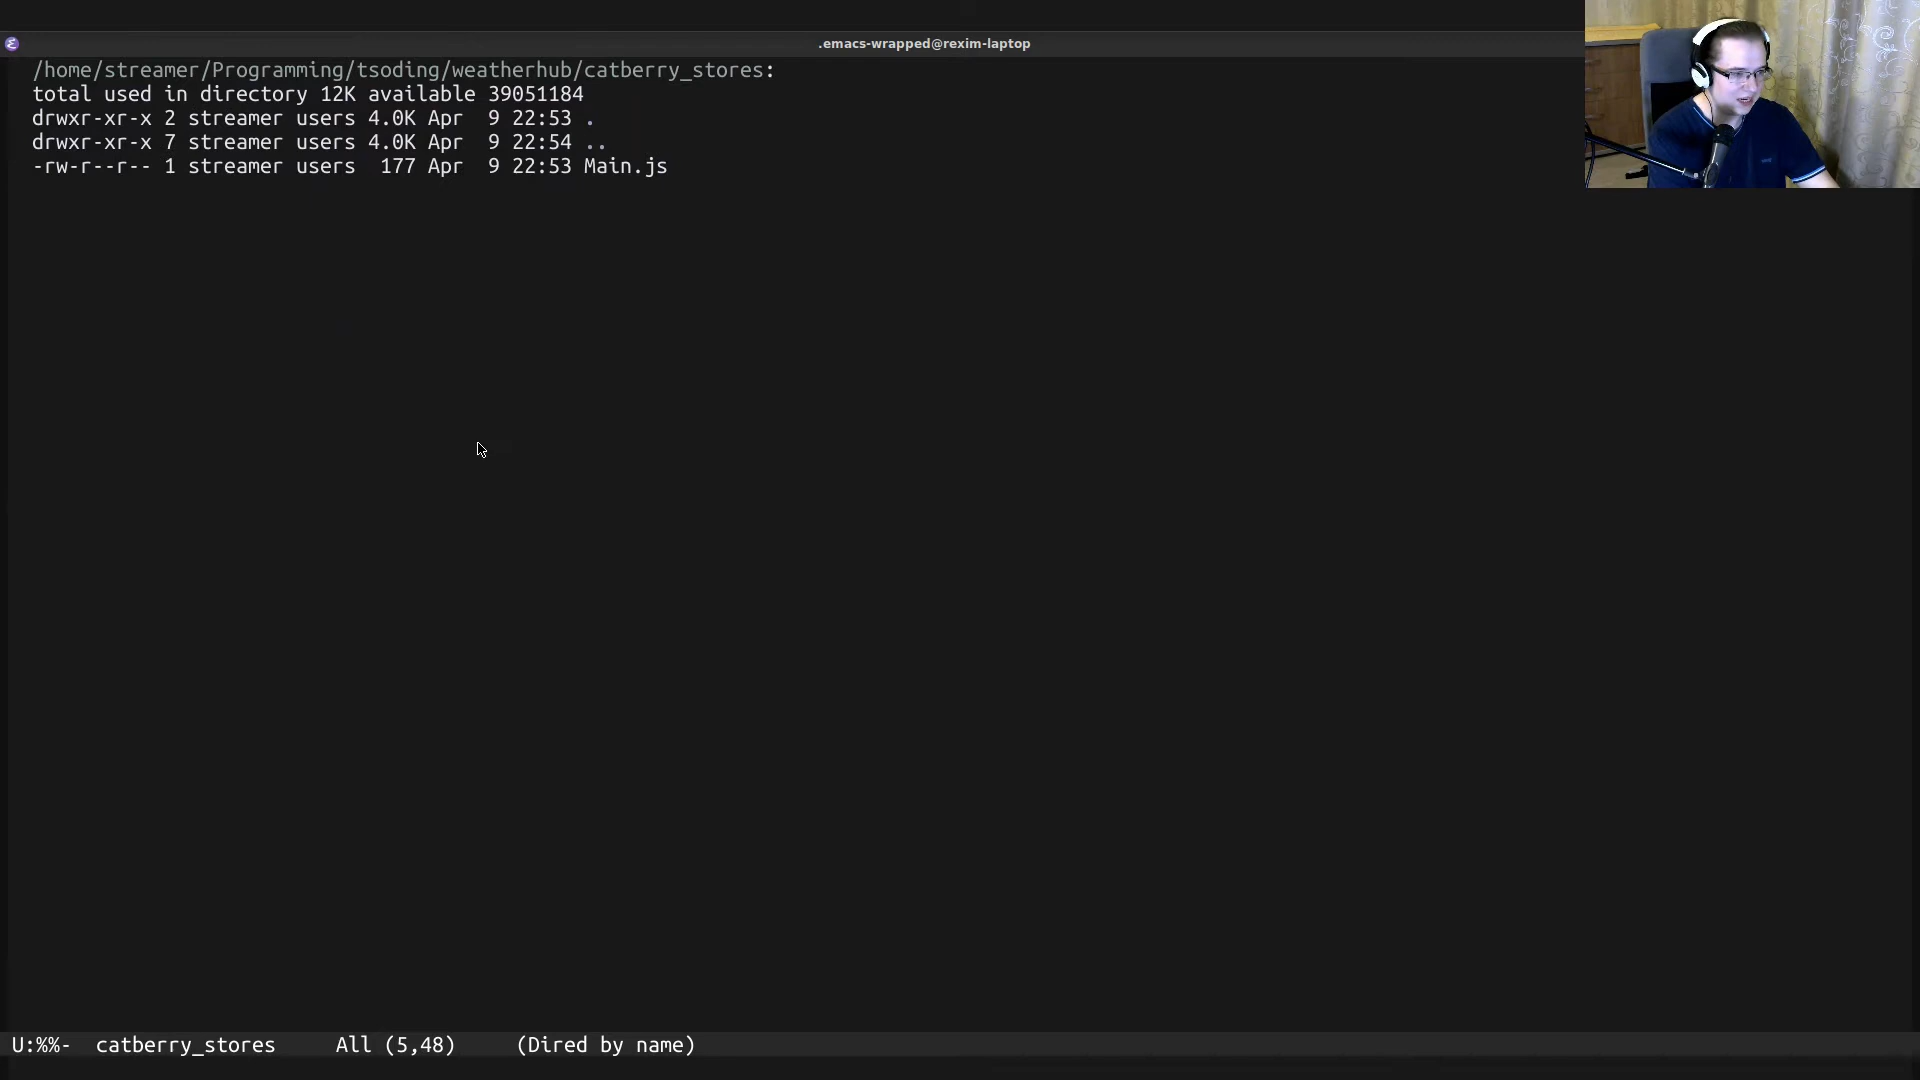 .emacs-wrapped@rexim-laptop
/home/streamer/Programming/tsoding/weatherhub/catberry_stores:
total used in directory 12K available 39051184
drwxr-xr-x 2 streamer users 4.0K Apr  9 22:53 .
drwxr-xr-x 7 streamer users 4.0K Apr  9 22:54 ..
-rw-r--r-- 1 streamer users  177 Apr  9 22:53 Main.js
U:%%-  catberry_stores     All (5,48)     (Dired by name)